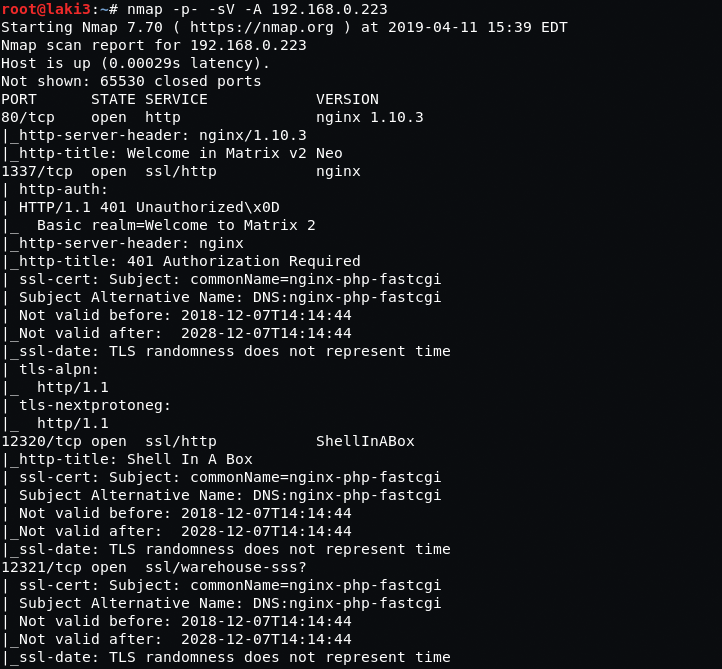 root@laki3:~# nmap -p- -sV -A 192.168.0.223
Starting Nmap 7.70 ( https://nmap.org ) at 2019-04-11 15:39 EDT
Nmap scan report for 192.168.0.223
Host is up (0.00029s latency).
Not shown: 65530 closed ports
PORT      STATE SERVICE            VERSION
80/tcp    open  http               nginx 1.10.3
|_http-server-header: nginx/1.10.3
|_http-title: Welcome in Matrix v2 Neo
1337/tcp  open  ssl/http           nginx
| http-auth:
| HTTP/1.1 401 Unauthorized\x0D
|_  Basic realm=Welcome to Matrix 2
|_http-server-header: nginx
|_http-title: 401 Authorization Required
| ssl-cert: Subject: commonName=nginx-php-fastcgi
| Subject Alternative Name: DNS:nginx-php-fastcgi
| Not valid before: 2018-12-07T14:14:44
|_Not valid after:  2028-12-07T14:14:44
|_ssl-date: TLS randomness does not represent time
| tls-alpn:
|_  http/1.1
| tls-nextprotoneg:
|_  http/1.1
12320/tcp open  ssl/http           ShellInABox
|_http-title: Shell In A Box
| ssl-cert: Subject: commonName=nginx-php-fastcgi
| Subject Alternative Name: DNS:nginx-php-fastcgi
| Not valid before: 2018-12-07T14:14:44
|_Not valid after:  2028-12-07T14:14:44
|_ssl-date: TLS randomness does not represent time
12321/tcp open  ssl/warehouse-sss?
| ssl-cert: Subject: commonName=nginx-php-fastcgi
| Subject Alternative Name: DNS:nginx-php-fastcgi
| Not valid before: 2018-12-07T14:14:44
|_Not valid after:  2028-12-07T14:14:44
|_ssl-date: TLS randomness does not represent time